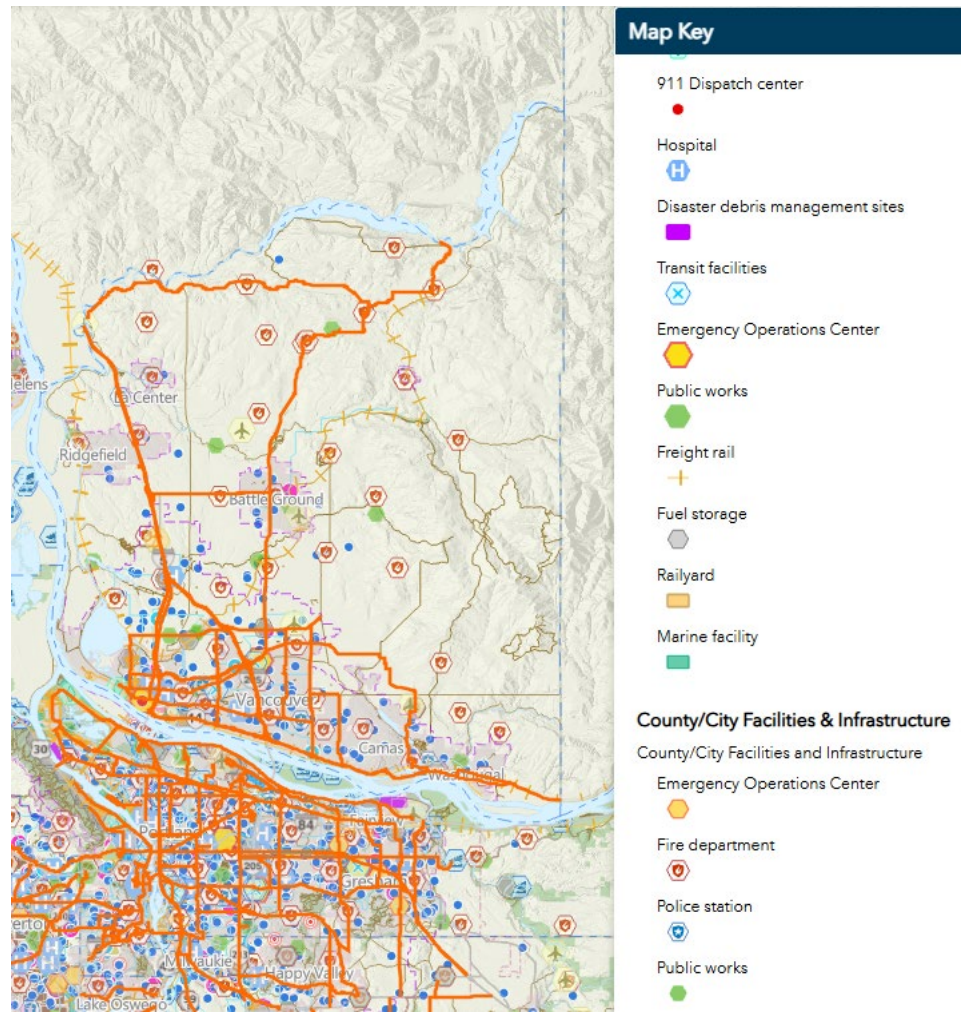 Map Key
911 Dispatch center
Hospital
H
Disaster debris management sites
Transit facilities
Emergency Operations Center
Public works
Freight rail
Fuel storage
Railyard
Marine facility
County/City Facilities & Infrastructure
County/City Facilities and Infrastructure
Emergency Operations Center
Fire department
Police station
Public works
Helens
La Center
Ridgefield
Battle Ground
Vancouver
Camas
Washougal
30
Portland
84
Fairview
205
Gresham
Milwaukie
Happy Valley
Lake Oswego